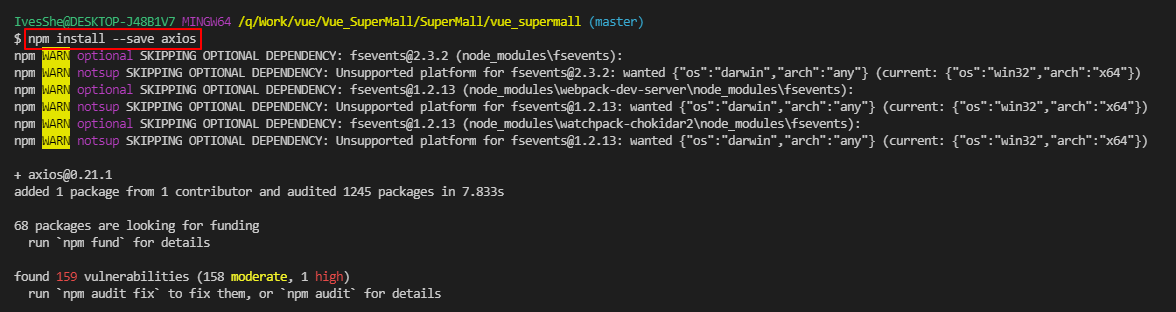 IvesShe@DESKTOP-J48B1V7 MINGW64 /q/Work/vue/Vue_SuperMall/SuperMall/vue_supermall (master)
$ npm install --save axios
npm WARN optional SKIPPING OPTIONAL DEPENDENCY: fsevents@2.3.2 (node_modules\fsevents):
npm WARN notsup SKIPPING OPTIONAL DEPENDENCY: Unsupported platform for fsevents@2.3.2: wanted {"os":"darwin","arch":"any"} (current: {"os":"win32","arch":"x64"})
npm WARN optional SKIPPING OPTIONAL DEPENDENCY: fsevents@1.2.13 (node_modules\webpack-dev-server\node_modules\fsevents):
npm WARN notsup SKIPPING OPTIONAL DEPENDENCY: Unsupported platform for fsevents@1.2.13: wanted {"os":"darwin","arch":"any"} (current: {"os":"win32","arch":"x64"})
npm WARN optional SKIPPING OPTIONAL DEPENDENCY: fsevents@1.2.13 (node_modules\watchpack-chokidar2\node_modules\fsevents):
npm WARN notsup SKIPPING OPTIONAL DEPENDENCY: Unsupported platform for fsevents@1.2.13: wanted {"os":"darwin","arch":"any"} (current: {"os":"win32","arch":"x64"})
+ axios@0.21.1
added 1 package from 1 contributor and audited 1245 packages in 7.833s
68 packages are looking for funding
run `npm fund` for details
found 159 vulnerabilities (158 moderate, 1 high)
run `npm audit fix` to fix them, or `npm audit` for details